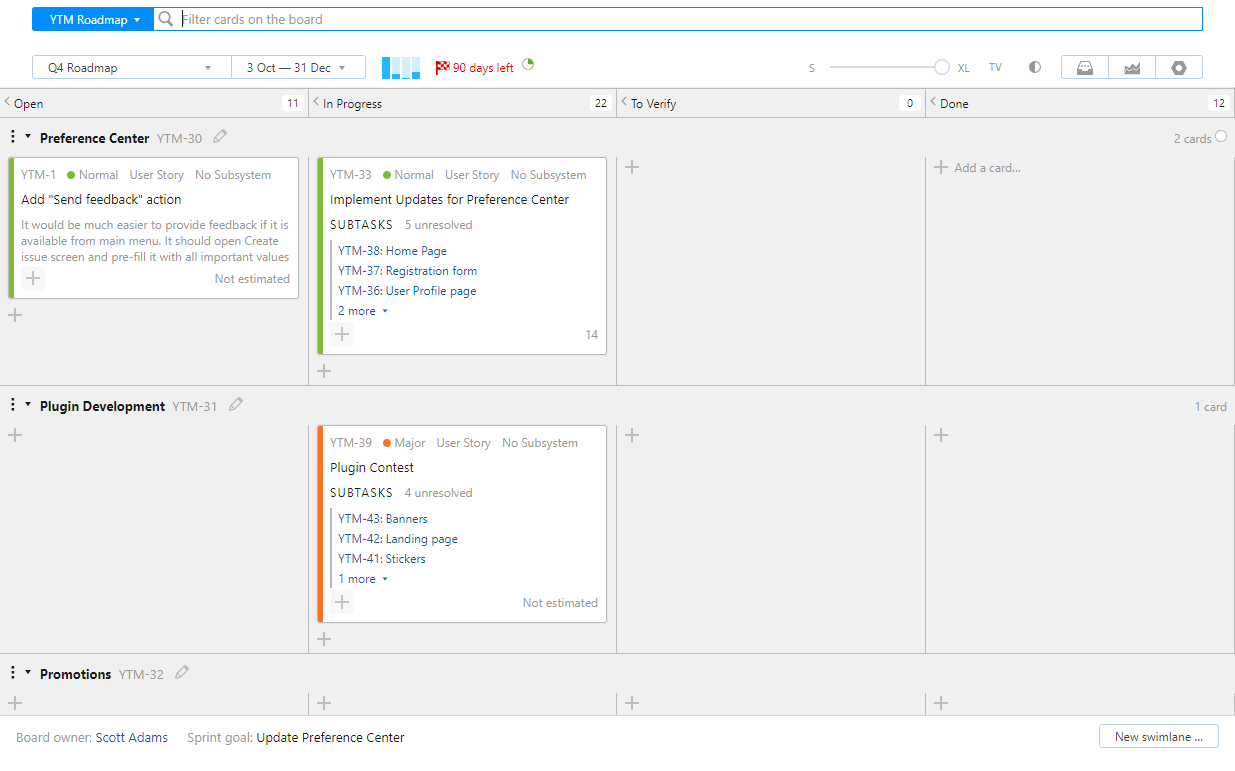 YTM Roadmap Filter cards on the board
Q4 Roadmap 3 Oct — 31 Dec 90 days left S XL TV
Open 11 In Progress 22 To Verify 0 Done 12
Preference Center YTM-30 2 cards
YTM-1 Normal User Story No Subsystem
Add "Send feedback" action
It would be much easier to provide feedback if it is
available from main menu. It should open Create
issue screen and pre-fill it with all important values
Not estimated
YTM-33 Normal User Story No Subsystem
Implement Updates for Preference Center
SUBTASKS 5 unresolved
YTM-38: Home Page
YTM-37: Registration form
YTM-36: User Profile page
2 more
14
Add a card...
Plugin Development YTM-31 1 card
YTM-39 Major User Story No Subsystem
Plugin Contest
SUBTASKS 4 unresolved
YTM-43: Banners
YTM-42: Landing page
YTM-41: Stickers
1 more
Not estimated
Promotions YTM-32
Board owner: Scott Adams Sprint goal: Update Preference Center New swimlane ...